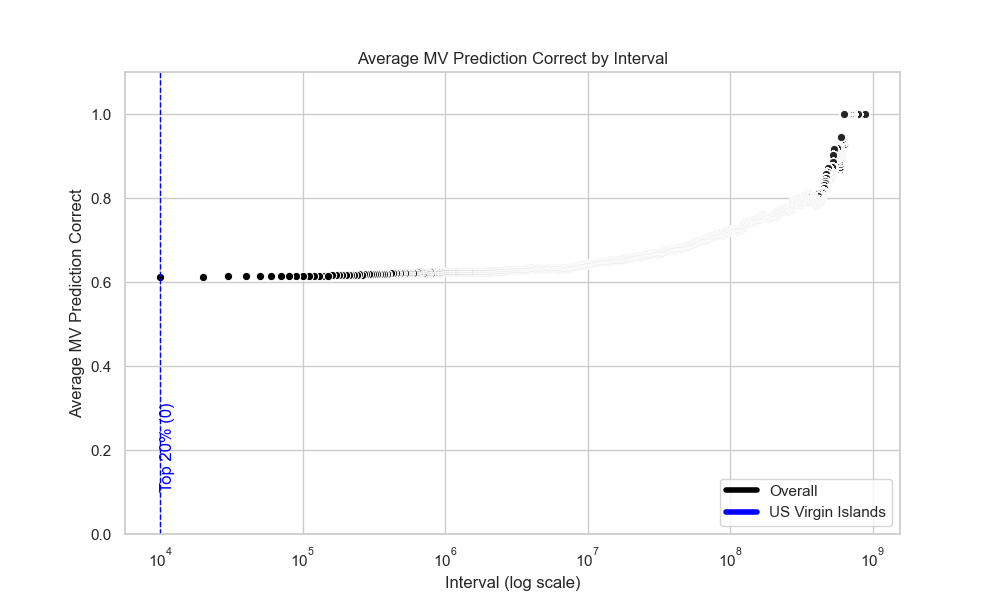 Average MV Prediction Correct by Interval
Average MV Prediction Correct
1.0
0.8
0.6
0.4
0.2
0.0
Top 20% (0)
Overall
US Virgin Islands
10^4
10^5
10^6
10^7
10^8
10^9
Interval (log scale)